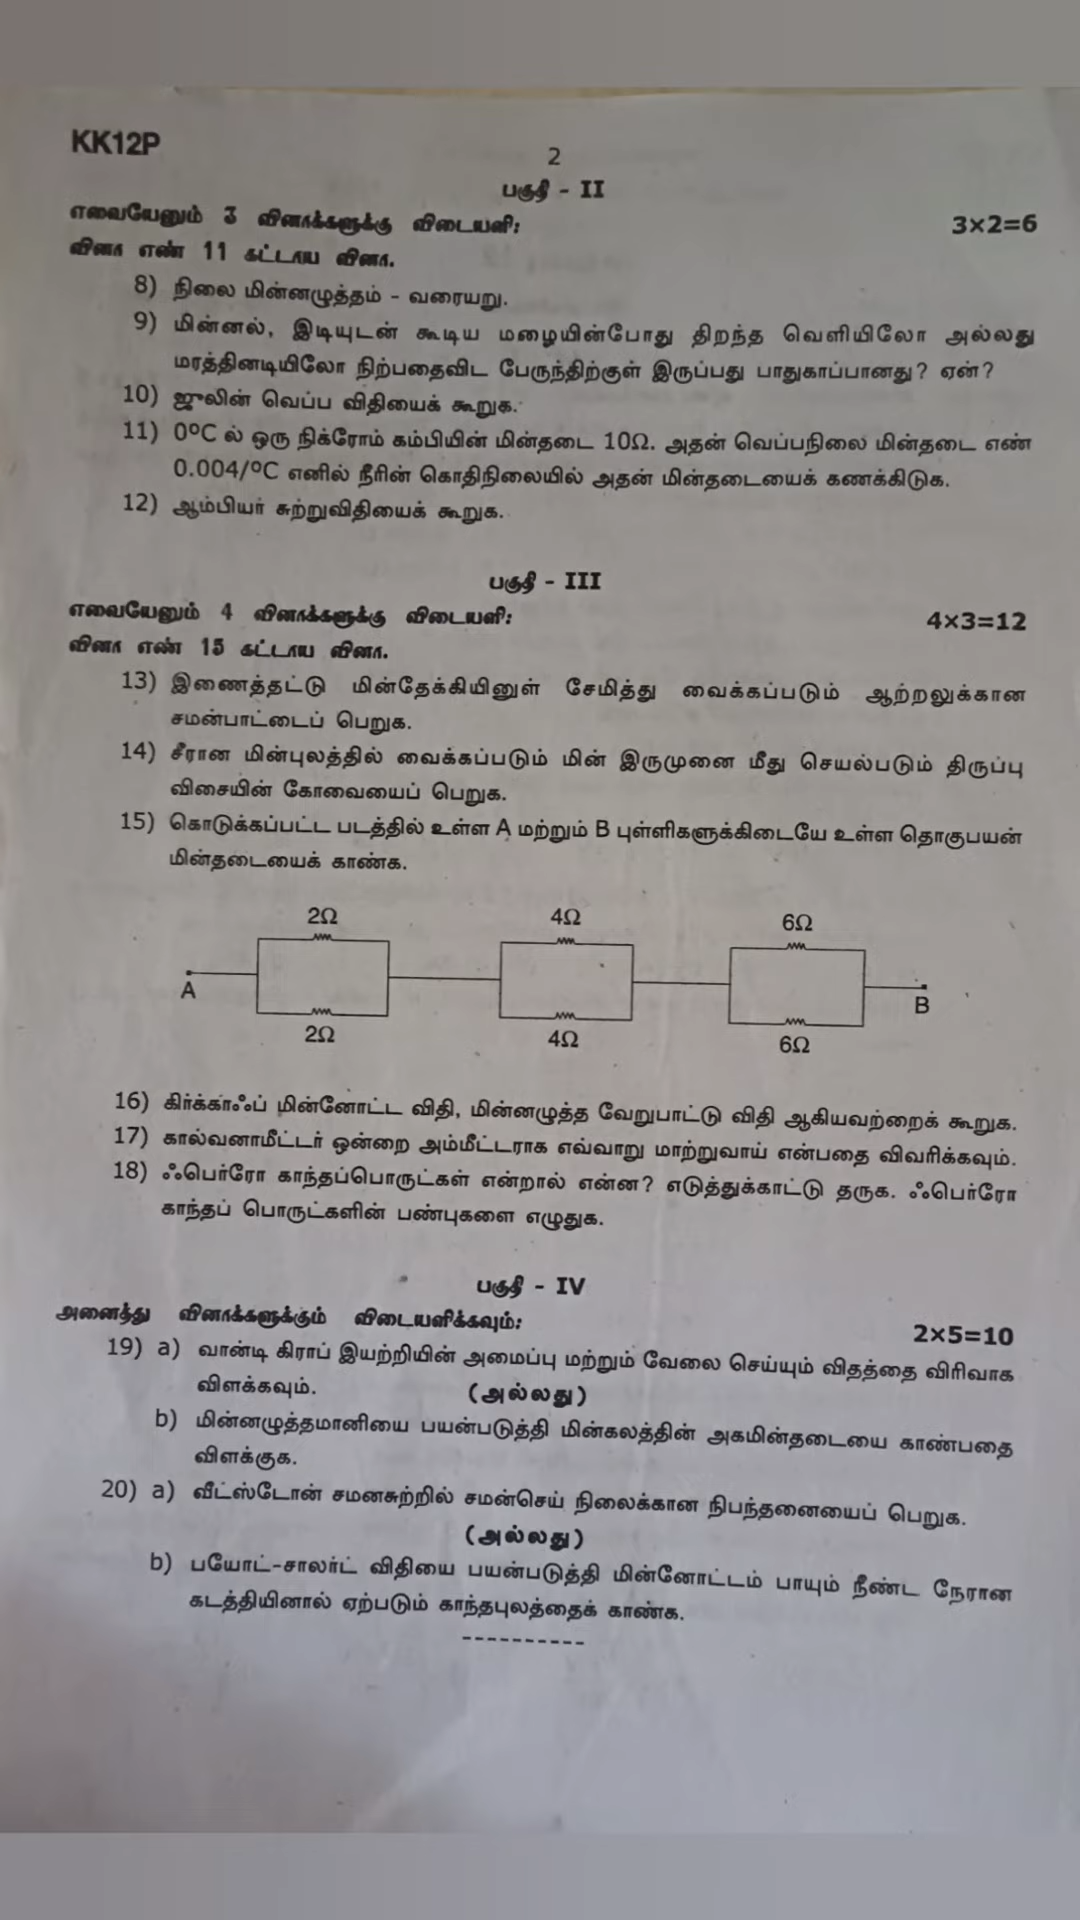 KK12P
2
பகுதி - II
எவையேனும் 3 வினாக்களுக்கு விடையளி: 3×2=6
வினா எண் 11 கட்டாய வினா.
8) நிலை மின்னழுத்தம் - வரையறு.
9) மின்னல், இடியுடன் கூடிய மழையின்போது திறந்த வெளியிலோ அல்லது
மரத்தினடியிலோ நிற்பதைவிட பேருந்திற்குள் இருப்பது பாதுகாப்பானது? ஏன்?
10) ஜுலின் வெப்ப விதியைக் கூறுக.
11) 0°C ல் ஒரு நிக்ரோம் கம்பியின் மின்தடை 10Ω. அதன் வெப்பநிலை மின்தடை எண்
0.004/°C எனில் நீரின் கொதிநிலையில் அதன் மின்தடையைக் கணக்கிடுக.
12) ஆம்பியர் சுற்றுவிதியைக் கூறுக.
பகுதி - III
எவையேனும் 4 வினாக்களுக்கு விடையளி: 4×3=12
வினா எண் 15 கட்டாய வினா.
13) இணைத்தட்டு மின்தேக்கியினுள் சேமித்து வைக்கப்படும் ஆற்றலுக்கான
சமன்பாட்டைப் பெறுக.
14) சீரான மின்புலத்தில் வைக்கப்படும் மின் இருமுனை மீது செயல்படும் திருப்பு
விசையின் கோவையைப் பெறுக.
15) கொடுக்கப்பட்ட படத்தில் உள்ள A மற்றும் B புள்ளிகளுக்கிடையே உள்ள தொகுபயன்
மின்தடையைக் காண்க.
2Ω 4Ω 6Ω
A B
2Ω 4Ω 6Ω
16) கிர்க்காஃப் மின்னோட்ட விதி, மின்னழுத்த வேறுபாட்டு விதி ஆகியவற்றைக் கூறுக.
17) கால்வனாமீட்டர் ஒன்றை அம்மீட்டராக எவ்வாறு மாற்றுவாய் என்பதை விவரிக்கவும்.
18) ஃபெர்ரோ காந்தப்பொருட்கள் என்றால் என்ன? எடுத்துக்காட்டு தருக. ஃபெர்ரோ
காந்தப் பொருட்களின் பண்புகளை எழுதுக.
பகுதி - IV
அனைத்து வினாக்களுக்கும் விடையளிக்கவும்: 2×5=10
19) a) வான்டி கிராப் இயற்றியின் அமைப்பு மற்றும் வேலை செய்யும் விதத்தை விரிவாக
விளக்கவும். (அல்லது)
b) மின்னழுத்தமானியை பயன்படுத்தி மின்கலத்தின் அகமின்தடையை காண்பதை
விளக்குக.
20) a) வீட்ஸ்டோன் சமனசுற்றில் சமன்செய் நிலைக்கான நிபந்தனையைப் பெறுக.
(அல்லது)
b) பயோட்-சாலர்ட் விதியை பயன்படுத்தி மின்னோட்டம் பாயும் நீண்ட நேரான
கடத்தியினால் ஏற்படும் காந்தபுலத்தைக் காண்க.
----------